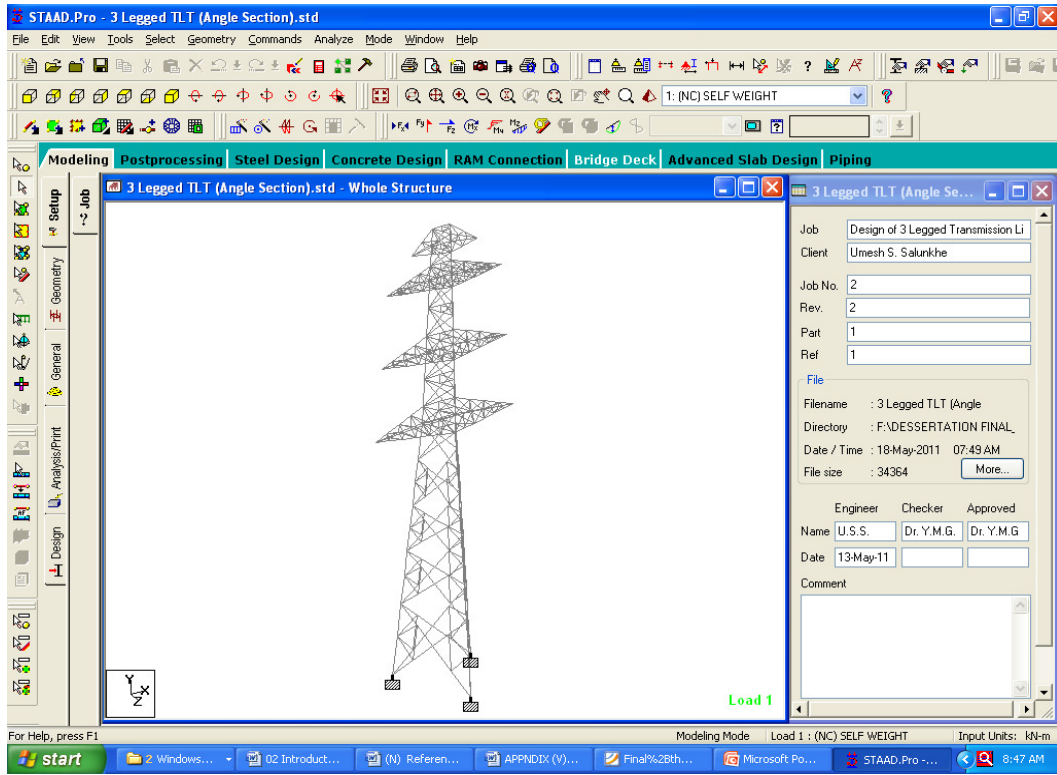 STAAD.Pro - 3 Legged TLT (Angle Section).std
File Edit View Tools Select Geometry Commands Analyze Mode Window Help
1: (NC) SELF WEIGHT
Modeling Postprocessing Steel Design Concrete Design RAM Connection Bridge Deck Advanced Slab Design Piping
Setup
Job
Geometry
General
Analysis/Print
Design
3 Legged TLT (Angle Section).std - Whole Structure
Y
X
Z
Load 1
3 Legged TLT (Angle Se...
Job Design of 3 Legged Transmission Li
Client Umesh S. Salunkhe
Job No. 2
Rev. 2
Part 1
Ref 1
File
Filename : 3 Legged TLT (Angle
Directory : F:\DESSERTATION FINAL_
Date / Time : 18-May-2011 07:49 AM
File size : 34364 More...
Engineer Checker Approved
Name U.S.S. Dr. Y.M.G. Dr. Y.M.G
Date 13-May-11
Comment
For Help, press F1 Modeling Mode Load 1 : (NC) SELF WEIGHT Input Units: kN-m
start 2 Windows... 02 Introduct... (N) Referen... APPNDIX (V)... Final%2Bth... Microsoft Po... STAAD.Pro -... 8:47 AM